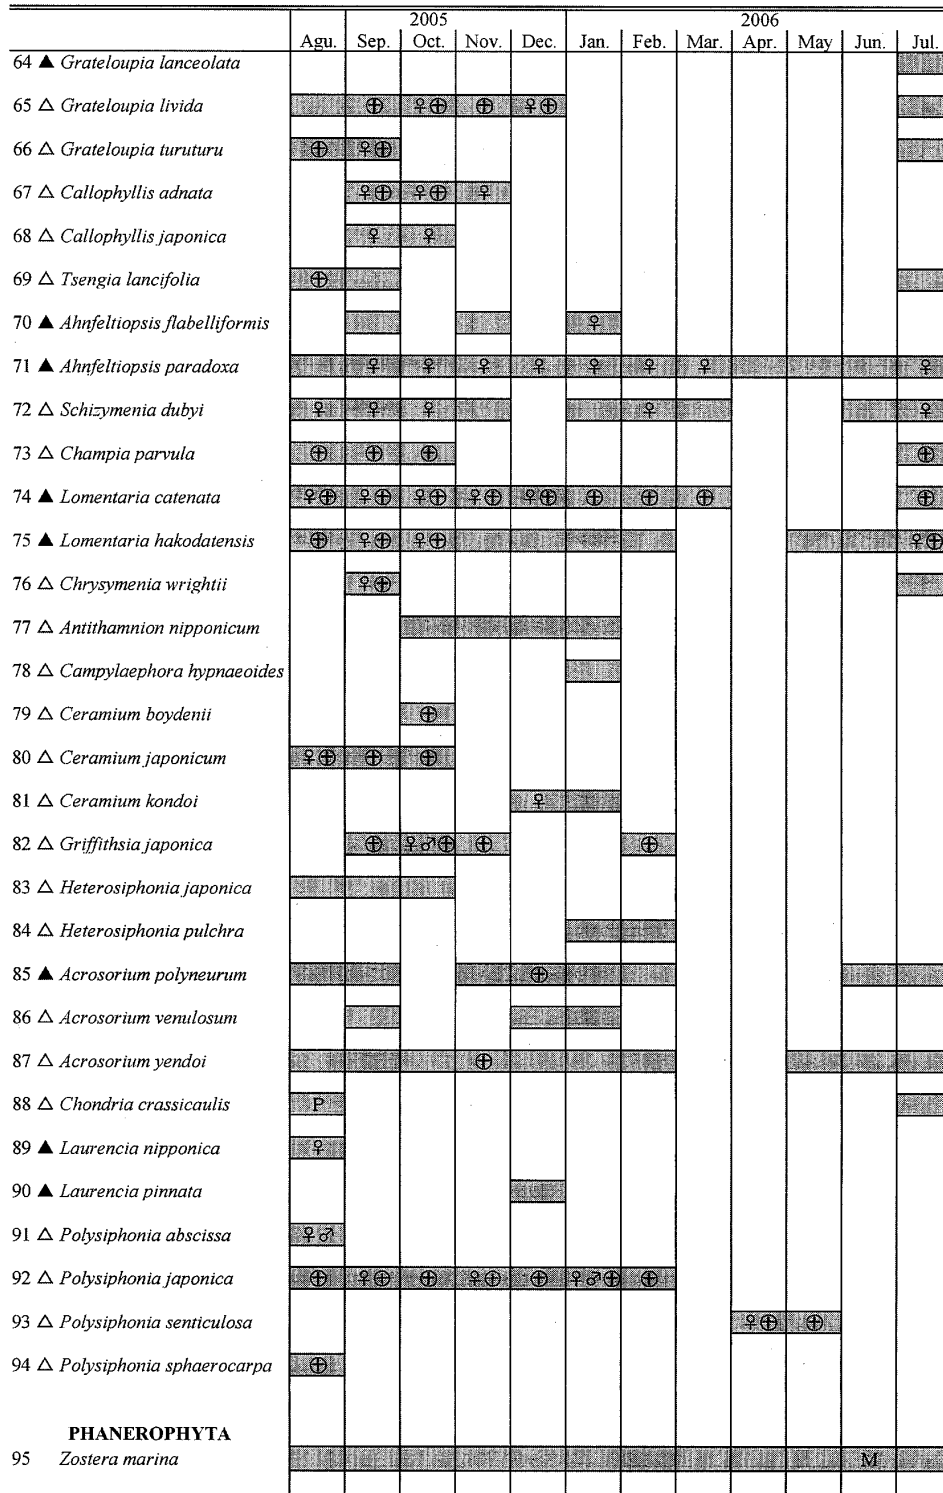 2005 2006
Agu. Sep. Oct. Nov. Dec. Jan. Feb. Mar. Apr. May Jun. Jul.
64 ▲ Grateloupia lanceolata
65 △ Grateloupia livida ⊕ ♀⊕ ⊕ ♀⊕
66 △ Grateloupia turuturu ⊕ ♀⊕
67 △ Callophyllis adnata ♀⊕ ♀⊕ ♀
68 △ Callophyllis japonica ♀ ♀
69 △ Tsengia lancifolia ⊕
70 ▲ Ahnfeltiopsis flabelliformis ♀
71 ▲ Ahnfeltiopsis paradoxa ♀ ♀ ♀ ♀ ♀ ♀ ♀ ♀
72 △ Schizymenia dubyi ♀ ♀ ♀ ♀ ♀
73 △ Champia parvula ⊕ ⊕ ⊕ ⊕
74 ▲ Lomentaria catenata ♀⊕ ♀⊕ ♀⊕ ♀⊕ ♀⊕ ⊕ ⊕ ⊕ ⊕
75 ▲ Lomentaria hakodatensis ⊕ ♀⊕ ♀⊕ ♀⊕
76 △ Chrysymenia wrightii ♀⊕
77 △ Antithamnion nipponicum
78 △ Campylaephora hypnaeoides
79 △ Ceramium boydenii ⊕
80 △ Ceramium japonicum ♀⊕ ⊕ ⊕
81 △ Ceramium kondoi ♀
82 △ Griffithsia japonica ⊕ ♀♂⊕ ⊕ ⊕
83 △ Heterosiphonia japonica
84 △ Heterosiphonia pulchra
85 ▲ Acrosorium polyneurum ⊕
86 △ Acrosorium venulosum
87 △ Acrosorium yendoi ⊕
88 △ Chondria crassicaulis P
89 ▲ Laurencia nipponica ♀
90 ▲ Laurencia pinnata
91 △ Polysiphonia abscissa ♀♂
92 △ Polysiphonia japonica ⊕ ♀⊕ ⊕ ♀⊕ ⊕ ♀♂⊕ ⊕
93 △ Polysiphonia senticulosa ♀⊕ ⊕
94 △ Polysiphonia sphaerocarpa ⊕
PHANEROPHYTA
95 Zostera marina M